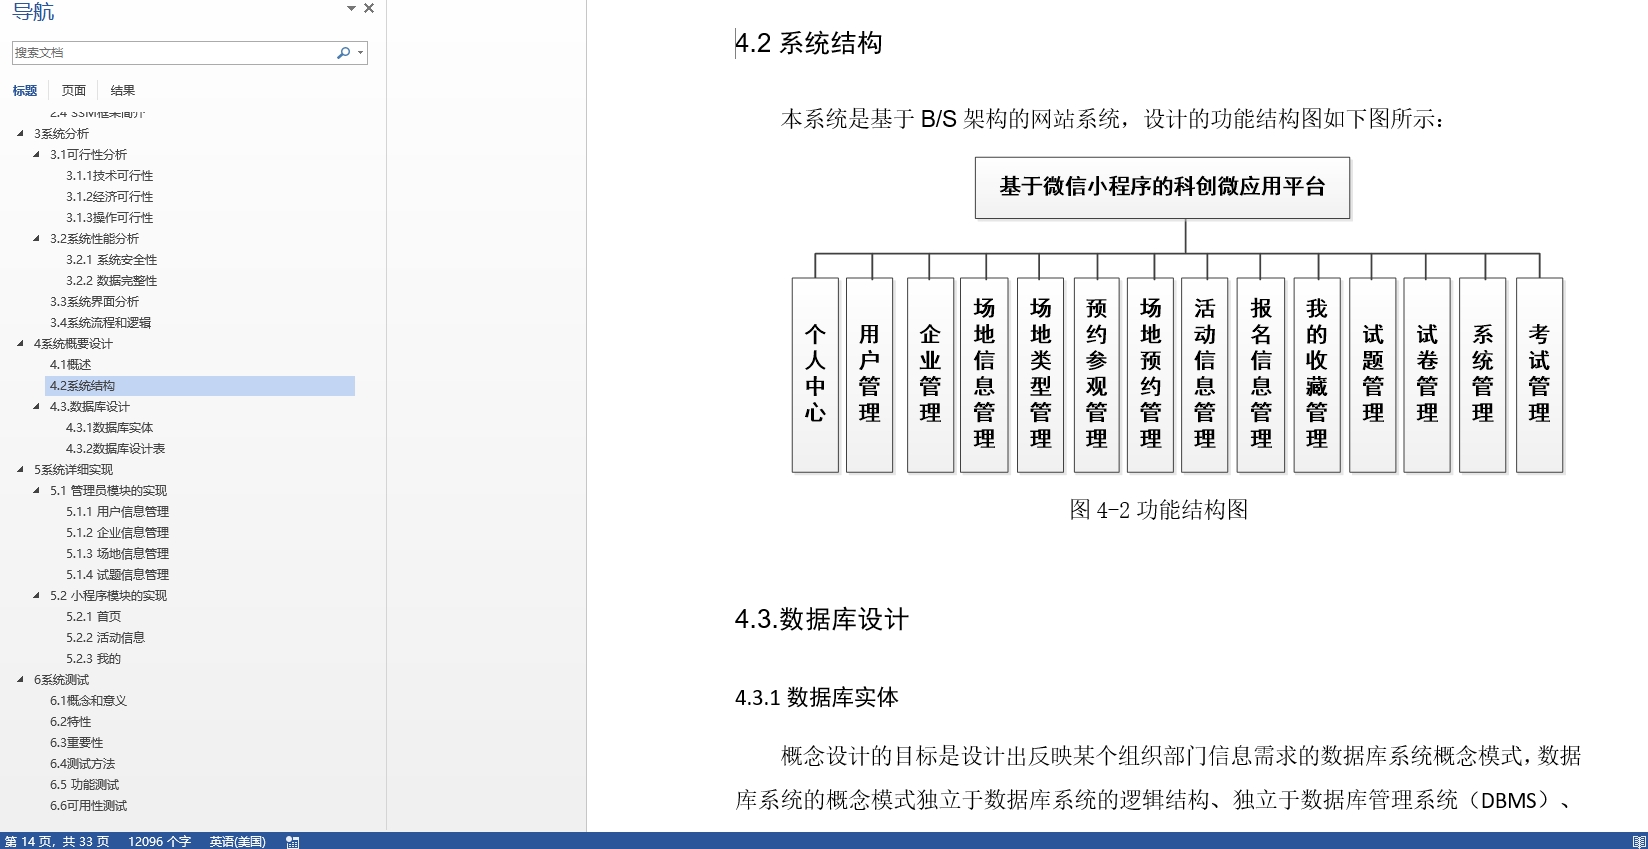 导航
搜索文档
标题 页面 结果
2.4 SSM框架简介
3系统分析
3.1可行性分析
3.1.1技术可行性
3.1.2经济可行性
3.1.3操作可行性
3.2系统性能分析
3.2.1 系统安全性
3.2.2 数据完整性
3.3系统界面分析
3.4系统流程和逻辑
4系统概要设计
4.1概述
4.2系统结构
4.3.数据库设计
4.3.1数据库实体
4.3.2数据库设计表
5系统详细实现
5.1 管理员模块的实现
5.1.1 用户信息管理
5.1.2 企业信息管理
5.1.3 场地信息管理
5.1.4 试题信息管理
5.2 小程序模块的实现
5.2.1 首页
5.2.2 活动信息
5.2.3 我的
6系统测试
6.1概念和意义
6.2特性
6.3重要性
6.4测试方法
6.5 功能测试
6.6可用性测试
4.2 系统结构
本系统是基于 B/S 架构的网站系统，设计的功能结构图如下图所示：
基于微信小程序的科创微应用平台
个人中心
用户管理
企业管理
场地信息管理
场地类型管理
预约参观管理
场地预约管理
活动信息管理
报名信息管理
我的收藏管理
试题管理
试卷管理
系统管理
考试管理
图 4-2 功能结构图
4.3.数据库设计
4.3.1 数据库实体
概念设计的目标是设计出反映某个组织部门信息需求的数据库系统概念模式，数据
库系统的概念模式独立于数据库系统的逻辑结构、独立于数据库管理系统（DBMS）、
第 14 页，共 33 页 12096 个字 英语(美国)